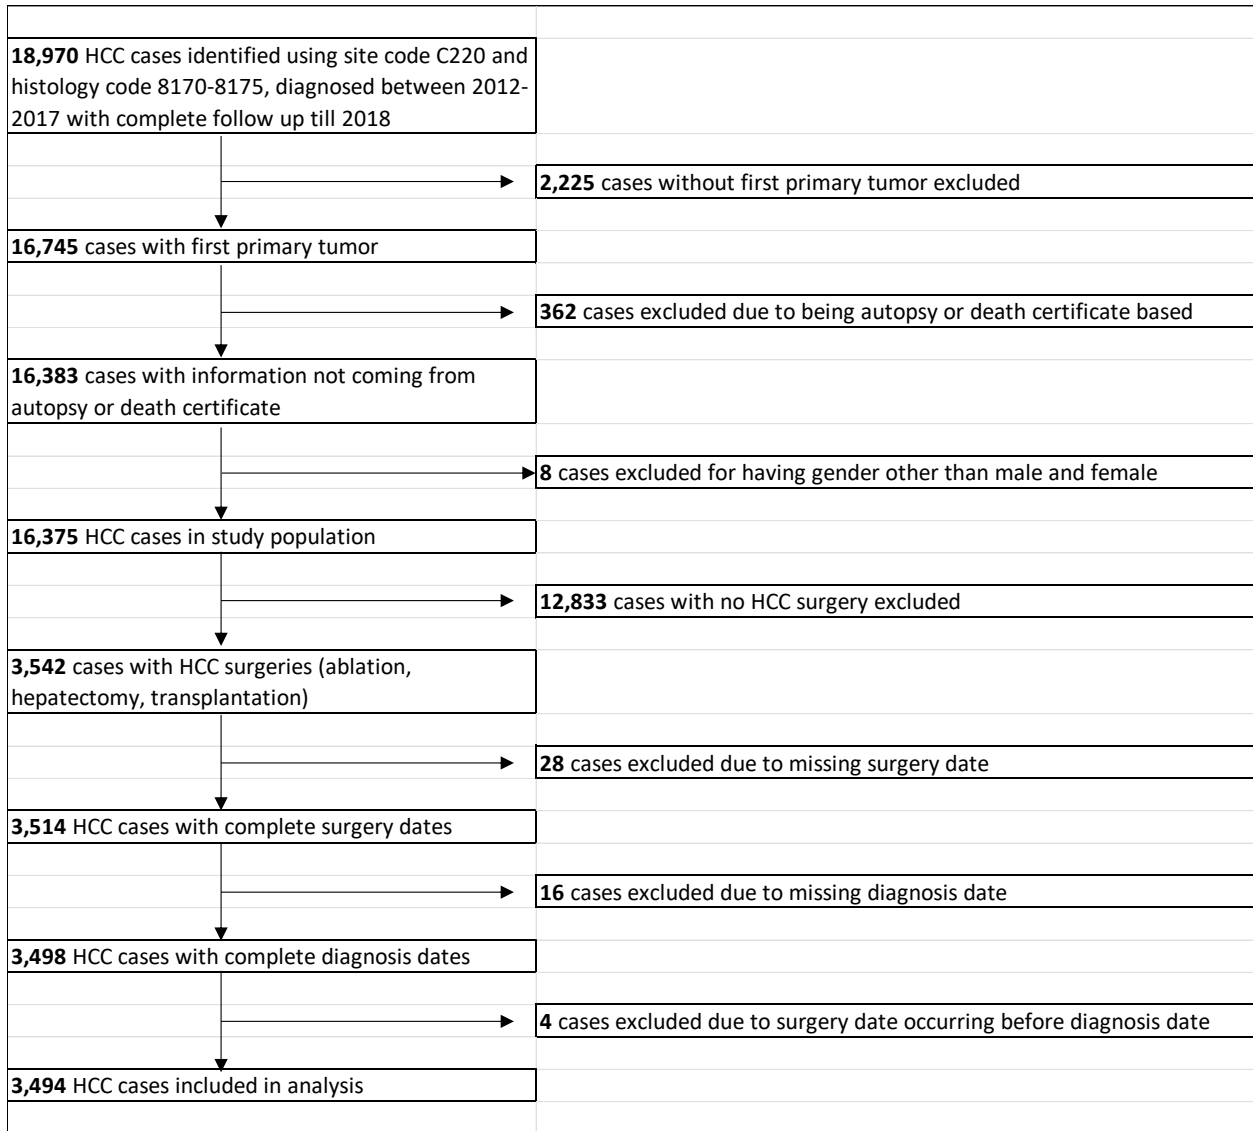 18,970 HCC cases identified using site code C220 and
histology code 8170-8175, diagnosed between 2012-
2017 with complete follow up till 2018
2,225 cases without first primary tumor excluded
16,745 cases with first primary tumor
362 cases excluded due to being autopsy or death certificate based
16,383 cases with information not coming from
autopsy or death certificate
8 cases excluded for having gender other than male and female
16,375 HCC cases in study population
12,833 cases with no HCC surgery excluded
3,542 cases with HCC surgeries (ablation,
hepatectomy, transplantation)
28 cases excluded due to missing surgery date
3,514 HCC cases with complete surgery dates
16 cases excluded due to missing diagnosis date
3,498 HCC cases with complete diagnosis dates
4 cases excluded due to surgery date occurring before diagnosis date
3,494 HCC cases included in analysis